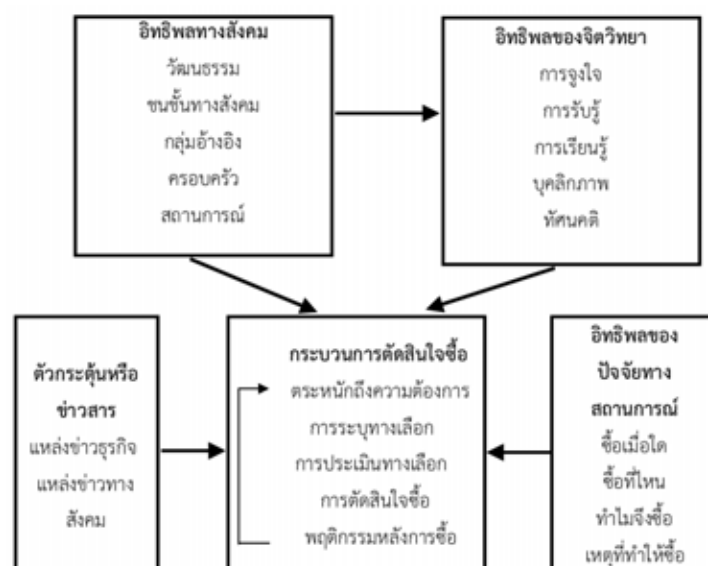 อิทธิพลทางสังคม
วัฒนธรรม
ชนชั้นทางสังคม
กลุ่มอ้างอิง
ครอบครัว
สถานการณ์
อิทธิพลของจิตวิทยา
การจูงใจ
การรับรู้
การเรียนรู้
บุคลิกภาพ
ทัศนคติ
ตัวกระตุ้นหรือ
ข่าวสาร
แหล่งข่าวธุรกิจ
แหล่งข่าวทาง
สังคม
กระบวนการตัดสินใจซื้อ
ตระหนักถึงความต้องการ
การระบุทางเลือก
การประเมินทางเลือก
การตัดสินใจซื้อ
พฤติกรรมหลังการซื้อ
อิทธิพลของ
ปัจจัยทาง
สถานการณ์
ซื้อเมื่อใด
ซื้อที่ไหน
ทำไมจึงซื้อ
เหตุที่ทำให้ซื้อ